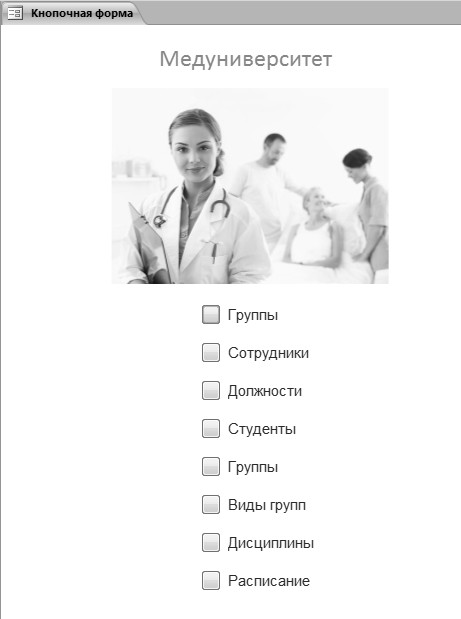 Кнопочная форма
Медуниверситет
Группы
Сотрудники
Должности
Студенты
Группы
Виды групп
Дисциплины
Расписание